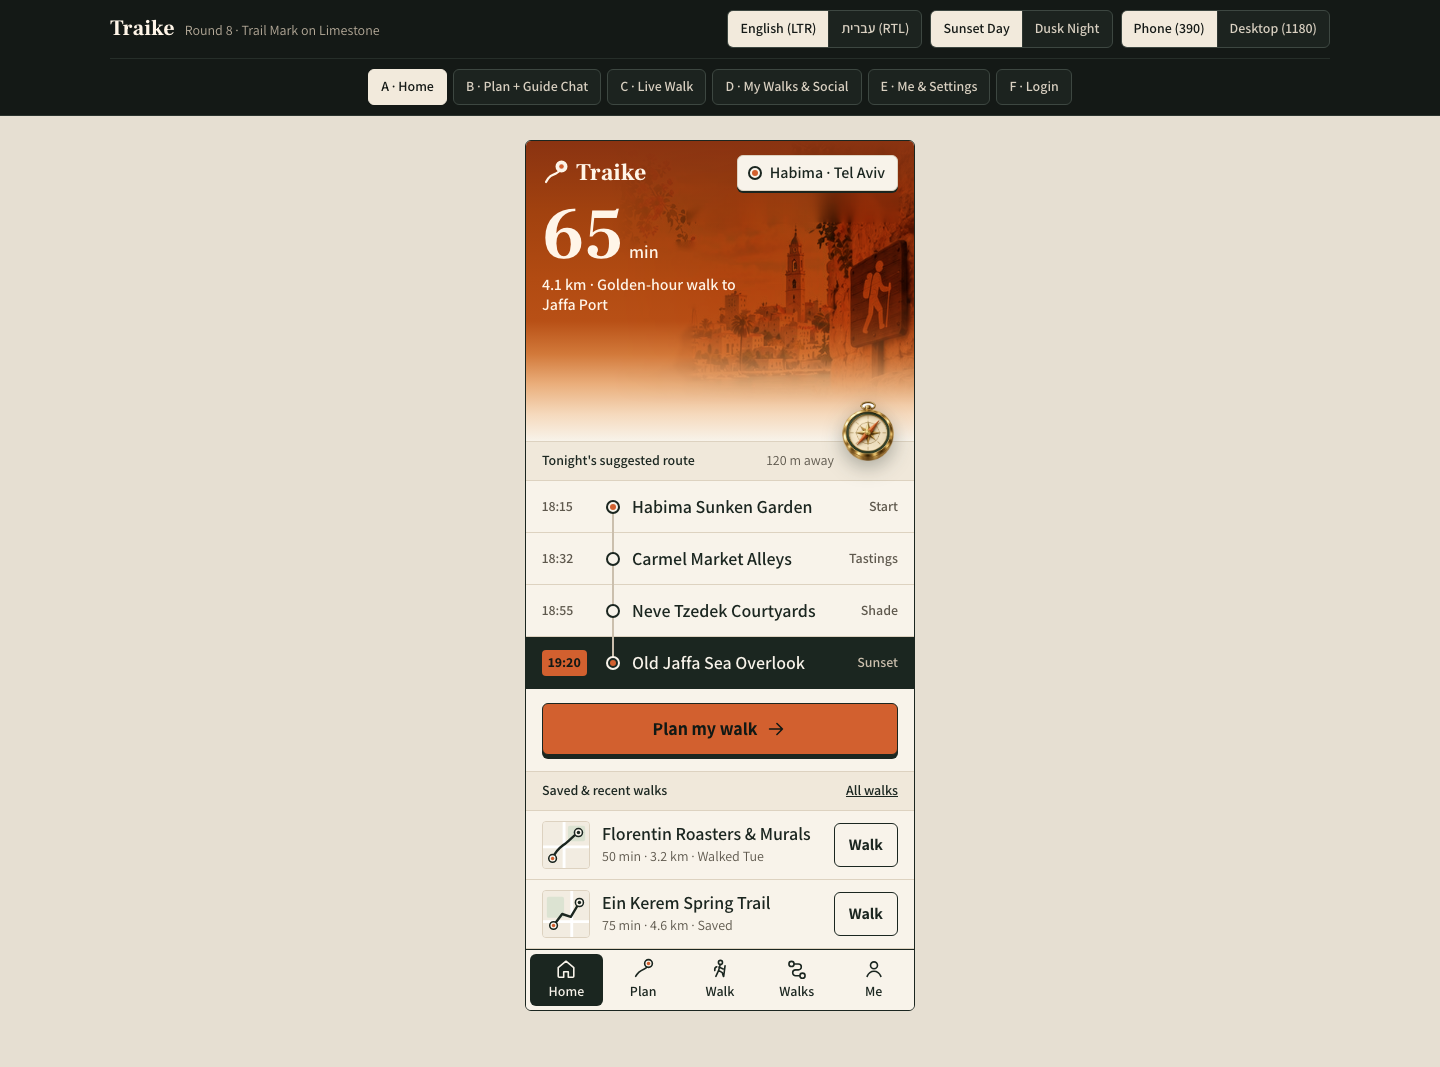 Traike Round 8 · Trail Mark on Limestone
English (LTR) עברית (RTL) Sunset Day Dusk Night Phone (390) Desktop (1180)
A · Home B · Plan + Guide Chat C · Live Walk D · My Walks & Social E · Me & Settings F · Login
Traike Habima · Tel Aviv
65 min
4.1 km · Golden-hour walk to
Jaffa Port
Tonight's suggested route 120 m away
18:15 Habima Sunken Garden Start
18:32 Carmel Market Alleys Tastings
18:55 Neve Tzedek Courtyards Shade
19:20 Old Jaffa Sea Overlook Sunset
Plan my walk →
Saved & recent walks All walks
Florentin Roasters & Murals
50 min · 3.2 km · Walked Tue
Walk
Ein Kerem Spring Trail
75 min · 4.6 km · Saved
Walk
Home Plan Walk Walks Me